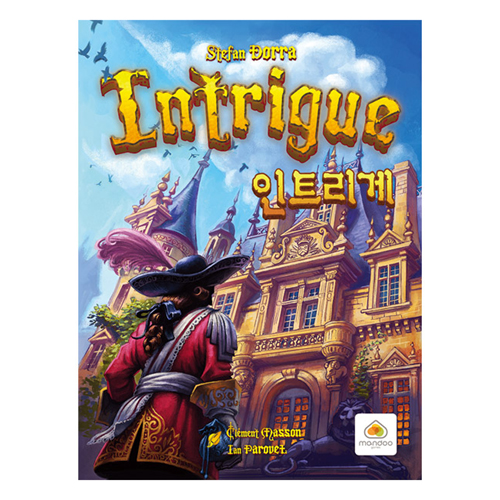 Stefan Dorra
Intrigue
인트리게
Clément Masson
Ian Parovel
mandoo